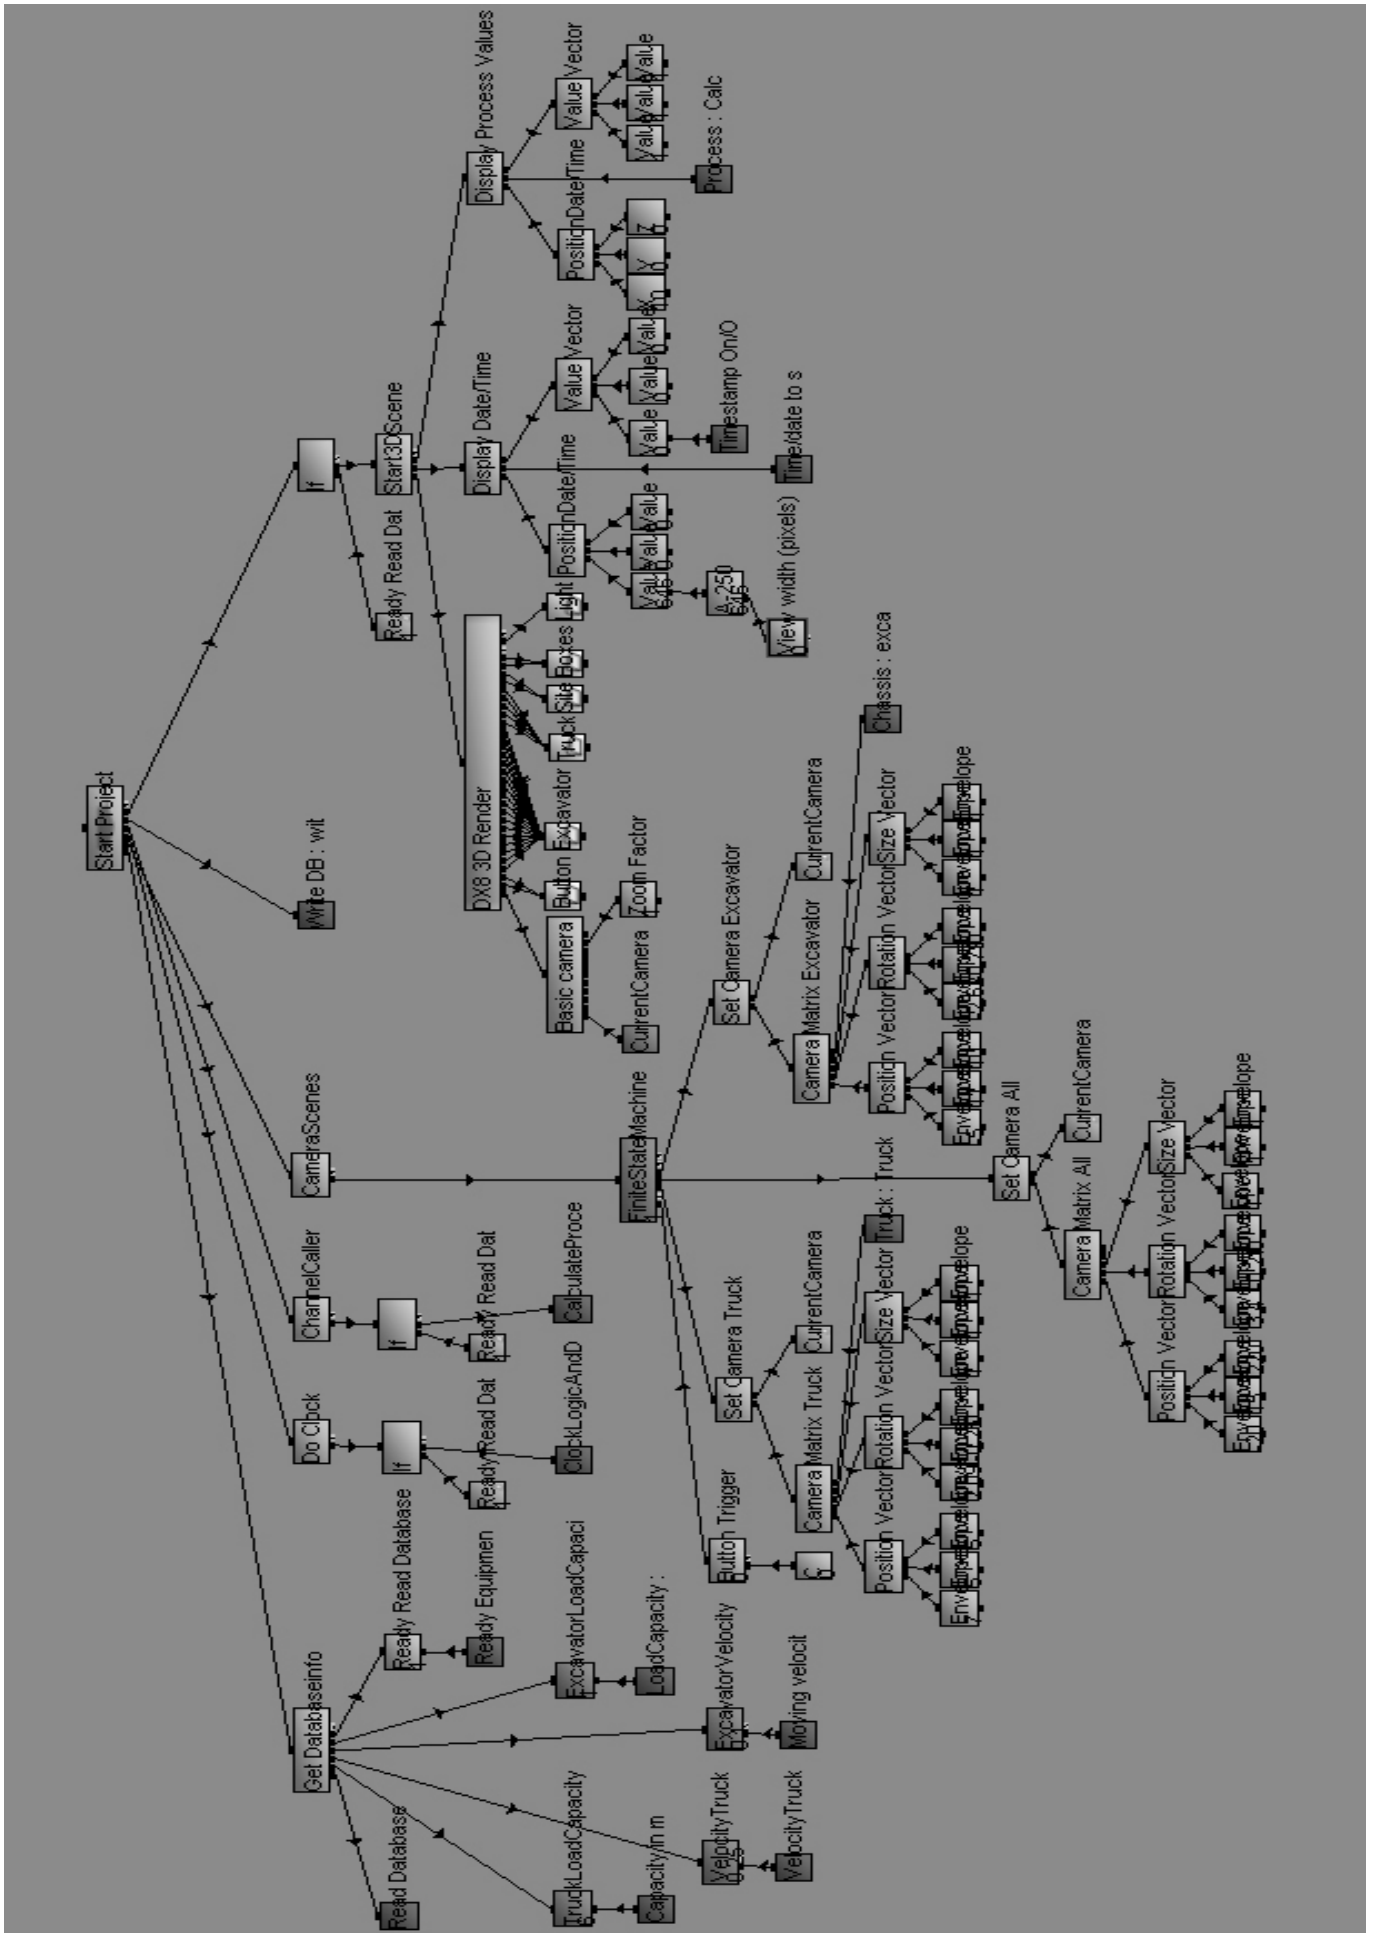 Start Project
Get Databaseinfo
Do Clock
ChannelCaller
CameraScenes
Write DB : wit
If
Read Database
Ready Read Database
If
If
Ready Read Dat
Start3DScene
Ready Equipmen
Ready Read Dat
Ready Read Dat
DX8 3D Render
Display Date/Time
Display Process Values
TruckLoadCapacity
ExcavatorLoadCapaci
ClockLogicAndD
CalculateProce
Basic camera
Button
Excavator
Truck
Site
Boxes
Light
PositionDate/Time
Value Vector
PositionDate/Time
Value Vector
Capacity in m
LoadCapacity :
FiniteStateMachine
CurrentCamera
Zoom Factor
Value
Value
Value
Value
Value
Value
X
Y
Z
Value
Value
Value
VelocityTruck
ExcavatorVelocity
Button Trigger
Set Camera Truck
Set Camera Excavator
A-250
Timestamp On/O
Process : Calc
VelocityTruck
Moving velocit
C
Camera Matrix Truck
CurrentCamera
Camera Matrix Excavator
CurrentCamera
View width (pixels)
Time/date to s
Position Vector
Rotation Vector
Size Vector
Truck : Truck
Position Vector
Rotation Vector
Size Vector
Chassis : exca
Envelope
Envelope
Set Camera All
Camera Matrix All
CurrentCamera
Position Vector
Rotation Vector
Size Vector
Envelope